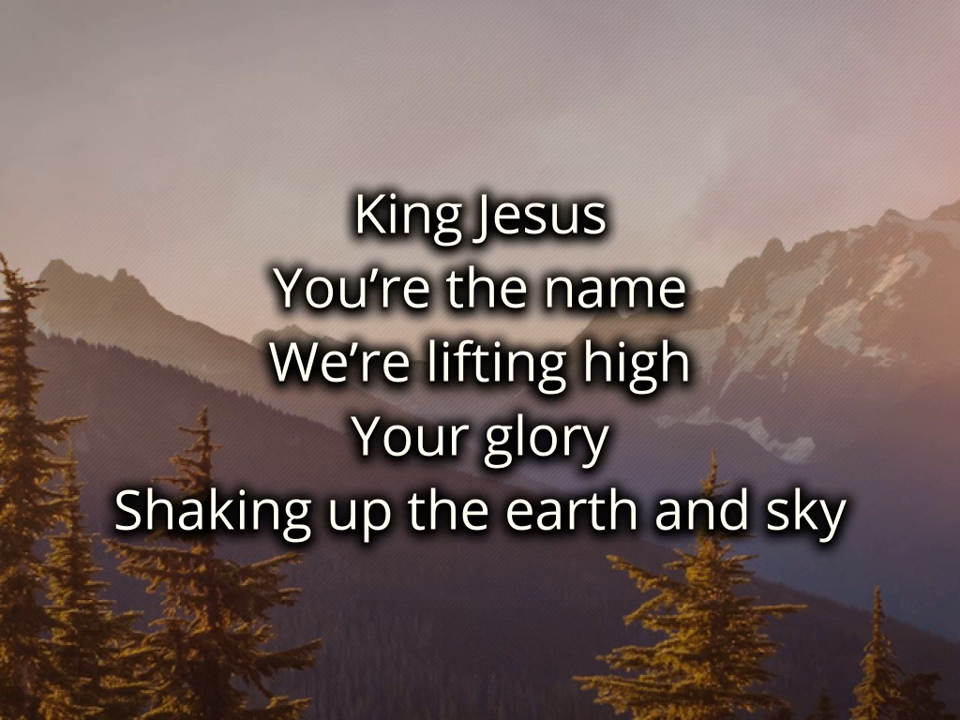 King Jesus
You’re the name
We’re lifting high
Your glory
Shaking up the earth and sky